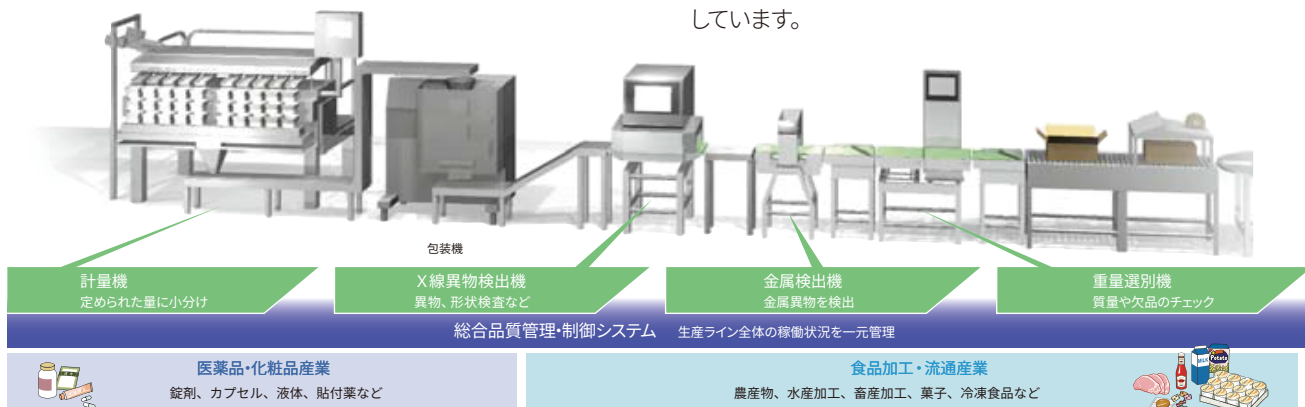 しています。
包装機
計量機
定められた量に小分け
X線異物検出機
異物、形状検査など
金属検出機
金属異物を検出
重量選別機
質量や欠品のチェック
総合品質管理・制御システム 生産ライン全体の稼働状況を一元管理
医薬品・化粧品産業
錠剤、カプセル、液体、貼付薬など
食品加工・流通産業
農産物、水産加工、畜産加工、菓子、冷凍食品など
MILK
Potato